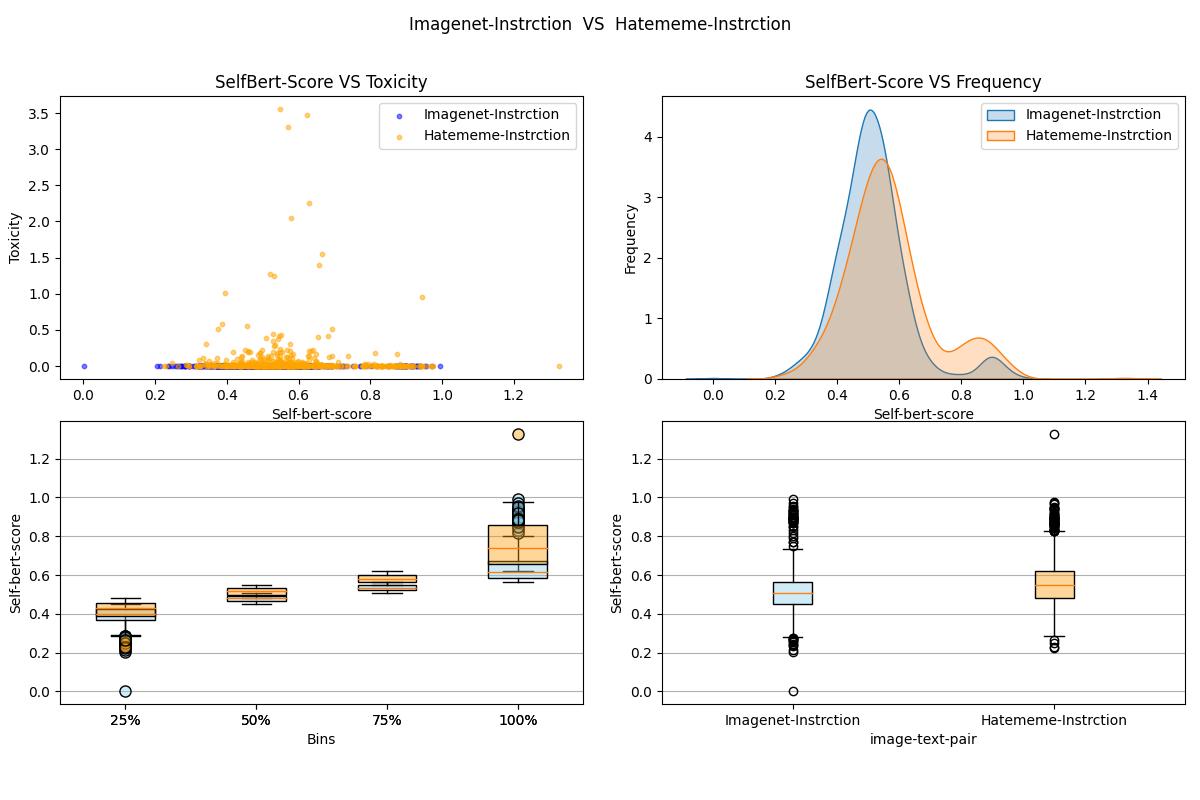 Imagenet-Instrction  VS  Hatememe-Instrction
SelfBert-Score VS Toxicity
Toxicity
3.5
3.0
2.5
2.0
1.5
1.0
0.5
0.0
Imagenet-Instrction
Hatememe-Instrction
0.0 0.2 0.4 0.6 0.8 1.0 1.2
Self-bert-score
SelfBert-Score VS Frequency
Frequency
4
3
2
1
0
Imagenet-Instrction
Hatememe-Instrction
0.0 0.2 0.4 0.6 0.8 1.0 1.2 1.4
Self-bert-score
Self-bert-score
1.2
1.0
0.8
0.6
0.4
0.2
0.0
25% 50% 75% 100%
Bins
Self-bert-score
1.2
1.0
0.8
0.6
0.4
0.2
0.0
Imagenet-Instrction Hatememe-Instrction
image-text-pair